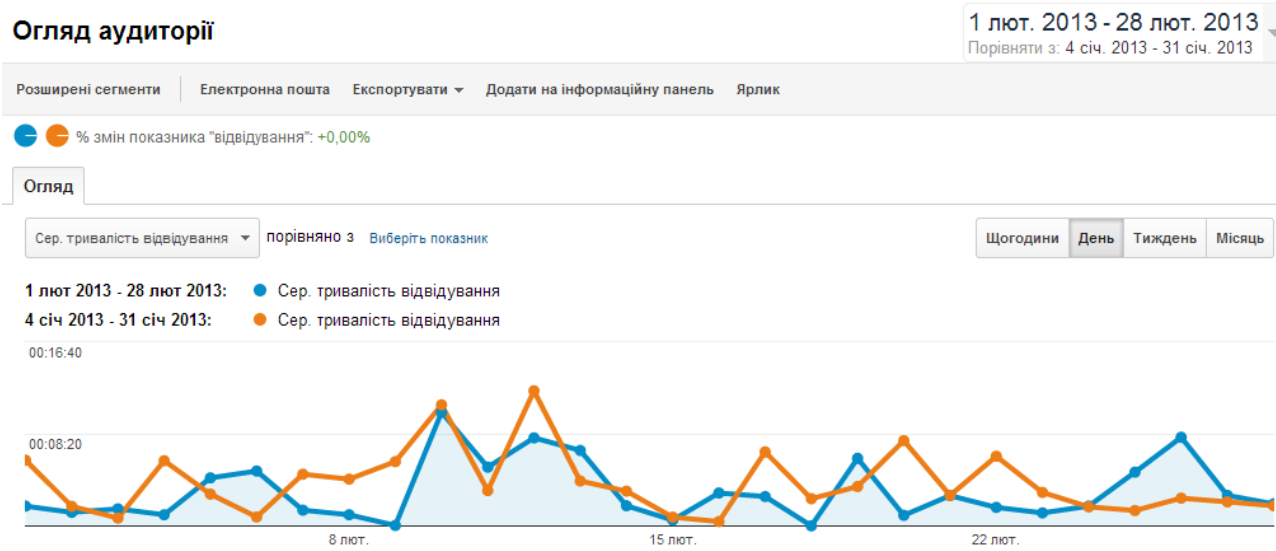 Огляд аудиторії
1 лют. 2013 - 28 лют. 2013
Порівняти з: 4 січ. 2013 - 31 січ. 2013
Розширені сегменти Електронна пошта Експортувати Додати на інформаційну панель Ярлик
% змін показника "відвідування": +0,00%
Огляд
Сер. тривалість відвідування порівняно з Виберіть показник Щогодини День Тиждень Місяць
1 лют 2013 - 28 лют 2013: Сер. тривалість відвідування
4 січ 2013 - 31 січ 2013: Сер. тривалість відвідування
00:16:40
00:08:20
8 лют. 15 лют. 22 лют.